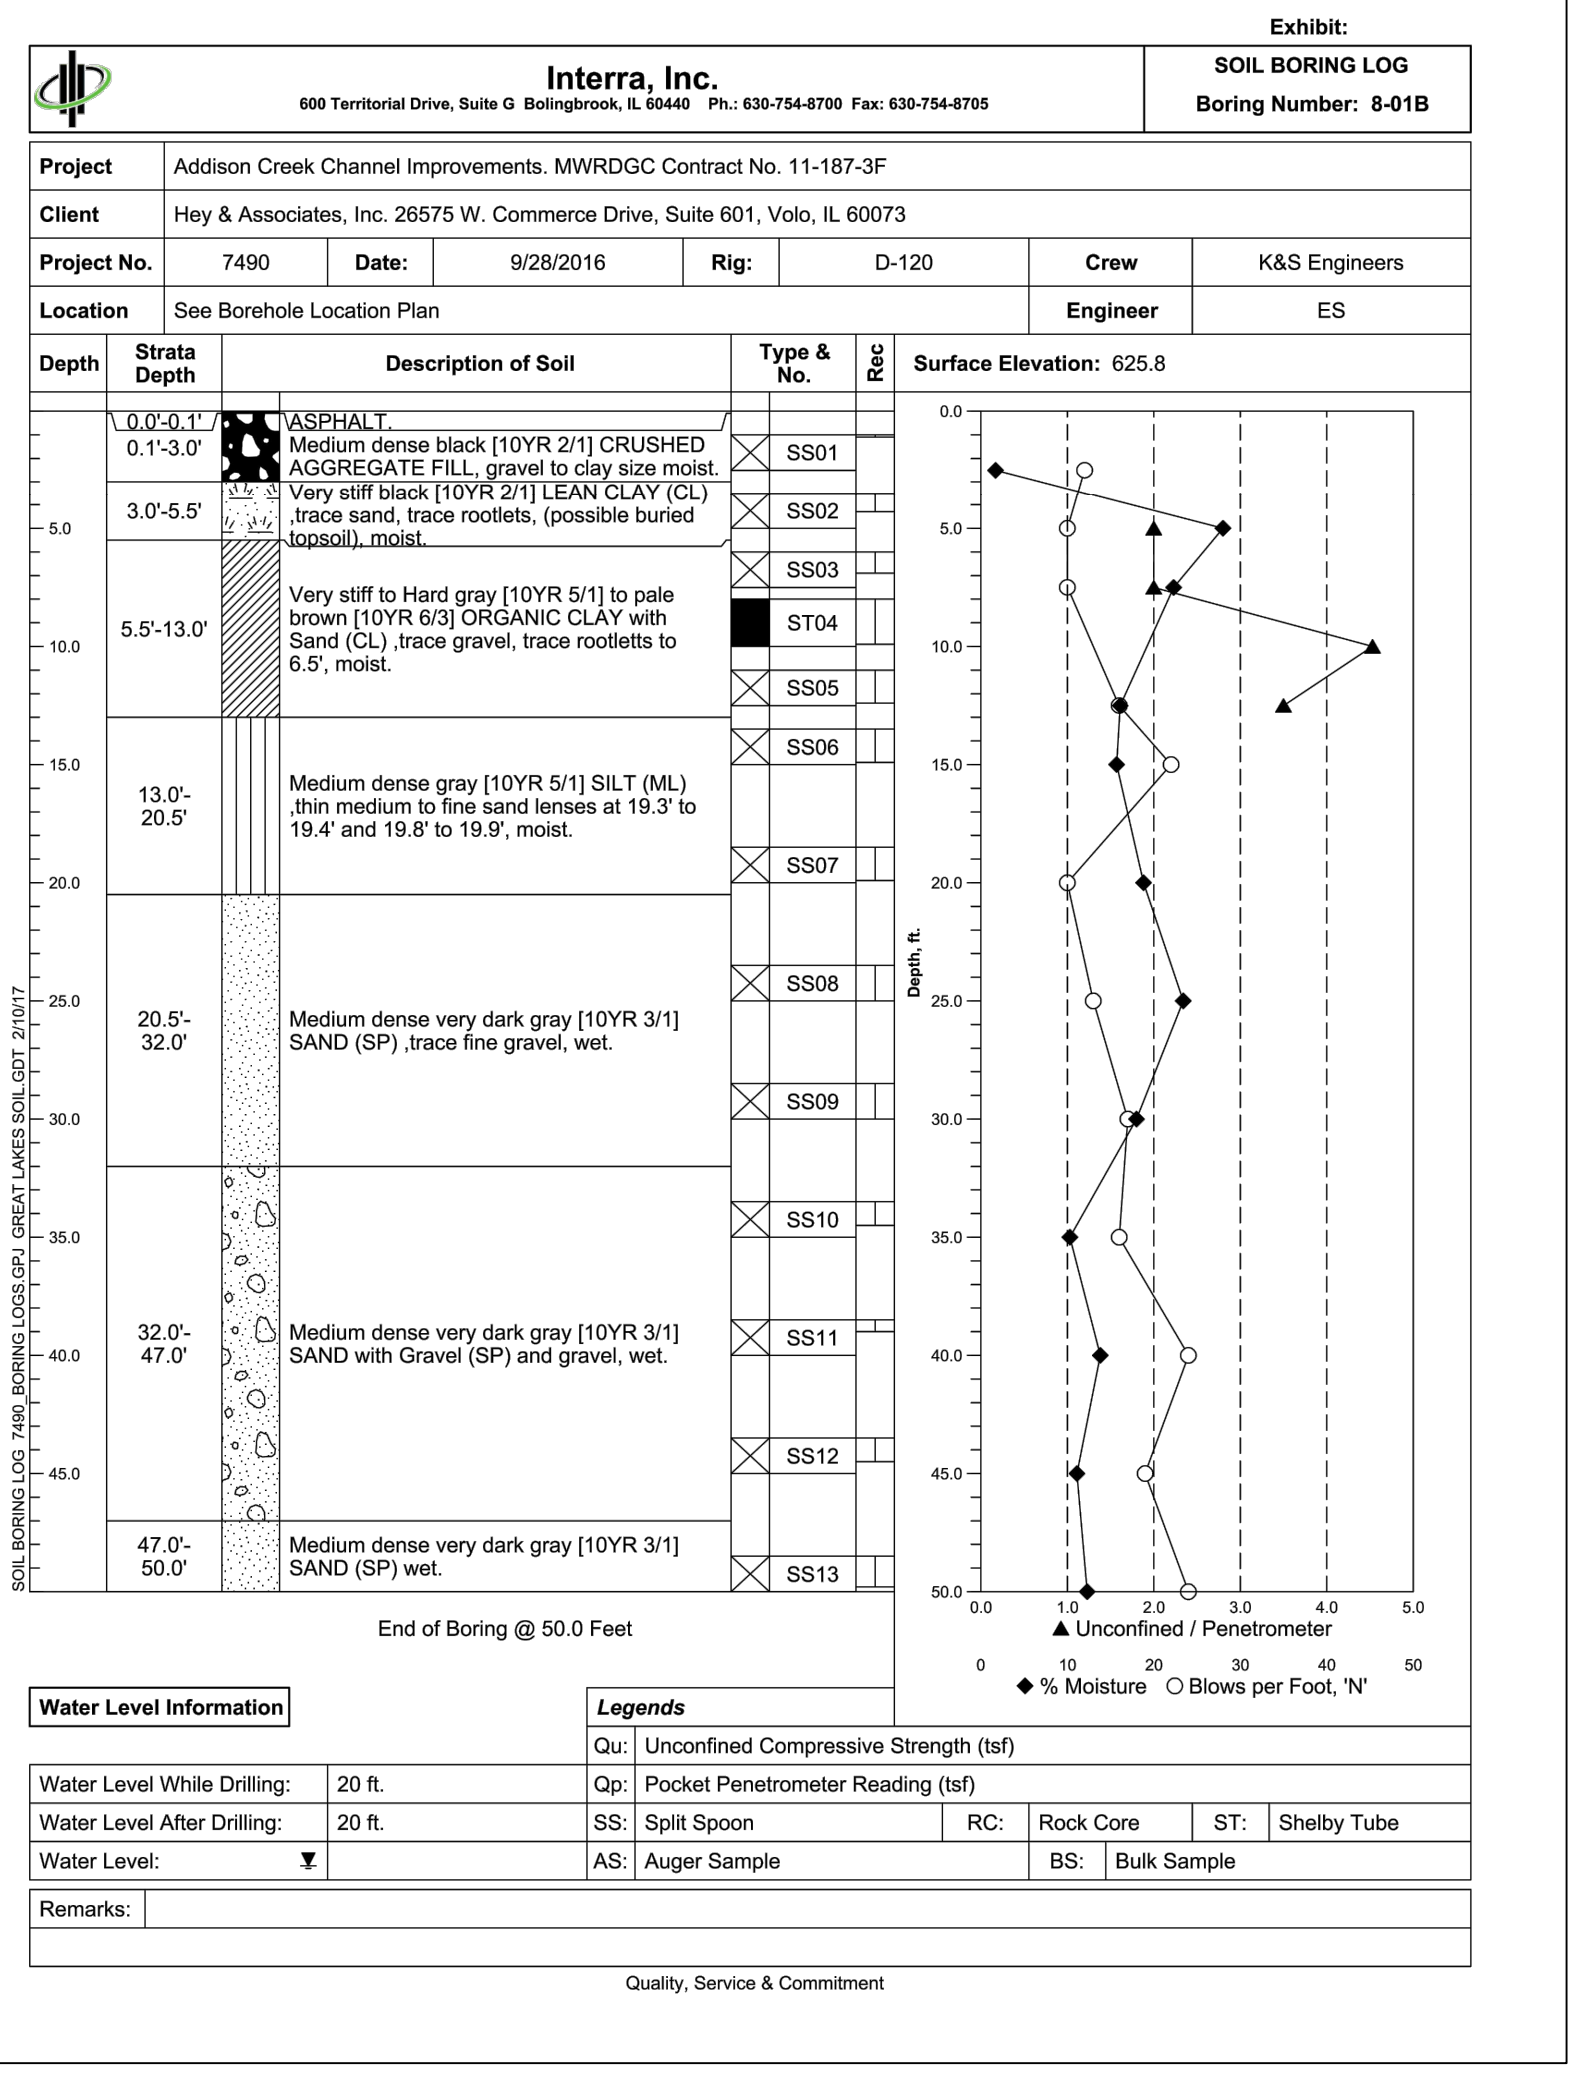 Exhibit:
Interra, Inc.
600 Territorial Drive, Suite G  Bolingbrook, IL 60440    Ph.: 630-754-8700  Fax: 630-754-8705
SOIL BORING LOG
Boring Number:  8-01B
Project Addison Creek Channel Improvements. MWRDGC Contract No. 11-187-3F
Client Hey & Associates, Inc. 26575 W. Commerce Drive, Suite 601, Volo, IL 60073
Project No. 7490 Date: 9/28/2016 Rig: D-120 Crew K&S Engineers
Location See Borehole Location Plan Engineer ES
Depth Strata Depth Description of Soil Type & No. Rec Surface Elevation: 625.8
0.0'-0.1' ASPHALT.
0.1'-3.0' Medium dense black [10YR 2/1] CRUSHED
AGGREGATE FILL, gravel to clay size moist.
SS01
3.0'-5.5' Very stiff black [10YR 2/1] LEAN CLAY (CL)
,trace sand, trace rootlets, (possible buried
topsoil), moist.
SS02
5.0
SS03
5.5'-13.0' Very stiff to Hard gray [10YR 5/1] to pale
brown [10YR 6/3] ORGANIC CLAY with
Sand (CL) ,trace gravel, trace rootletts to
6.5', moist.
ST04
10.0
SS05
SS06
15.0
13.0'-
20.5'
Medium dense gray [10YR 5/1] SILT (ML)
,thin medium to fine sand lenses at 19.3' to
19.4' and 19.8' to 19.9', moist.
SS07
20.0
SS08
25.0
20.5'-
32.0'
Medium dense very dark gray [10YR 3/1]
SAND (SP) ,trace fine gravel, wet.
SS09
30.0
SS10
35.0
32.0'-
47.0'
Medium dense very dark gray [10YR 3/1]
SAND with Gravel (SP) and gravel, wet.
SS11
40.0
SS12
45.0
47.0'-
50.0'
Medium dense very dark gray [10YR 3/1]
SAND (SP) wet.
SS13
End of Boring @ 50.0 Feet
SOIL BORING LOG  7490_BORING LOGS.GPJ  GREAT LAKES SOIL.GDT  2/10/17
Depth, ft.
0.0
5.0
10.0
15.0
20.0
25.0
30.0
35.0
40.0
45.0
50.0
0.0 1.0 2.0 3.0 4.0 5.0
▲ Unconfined / Penetrometer
0 10 20 30 40 50
◆ % Moisture ○ Blows per Foot, 'N'
Water Level Information
Legends
Qu: Unconfined Compressive Strength (tsf)
Water Level While Drilling: 20 ft. Qp: Pocket Penetrometer Reading (tsf)
Water Level After Drilling: 20 ft. SS: Split Spoon RC: Rock Core ST: Shelby Tube
Water Level: AS: Auger Sample BS: Bulk Sample
Remarks:
Quality, Service & Commitment